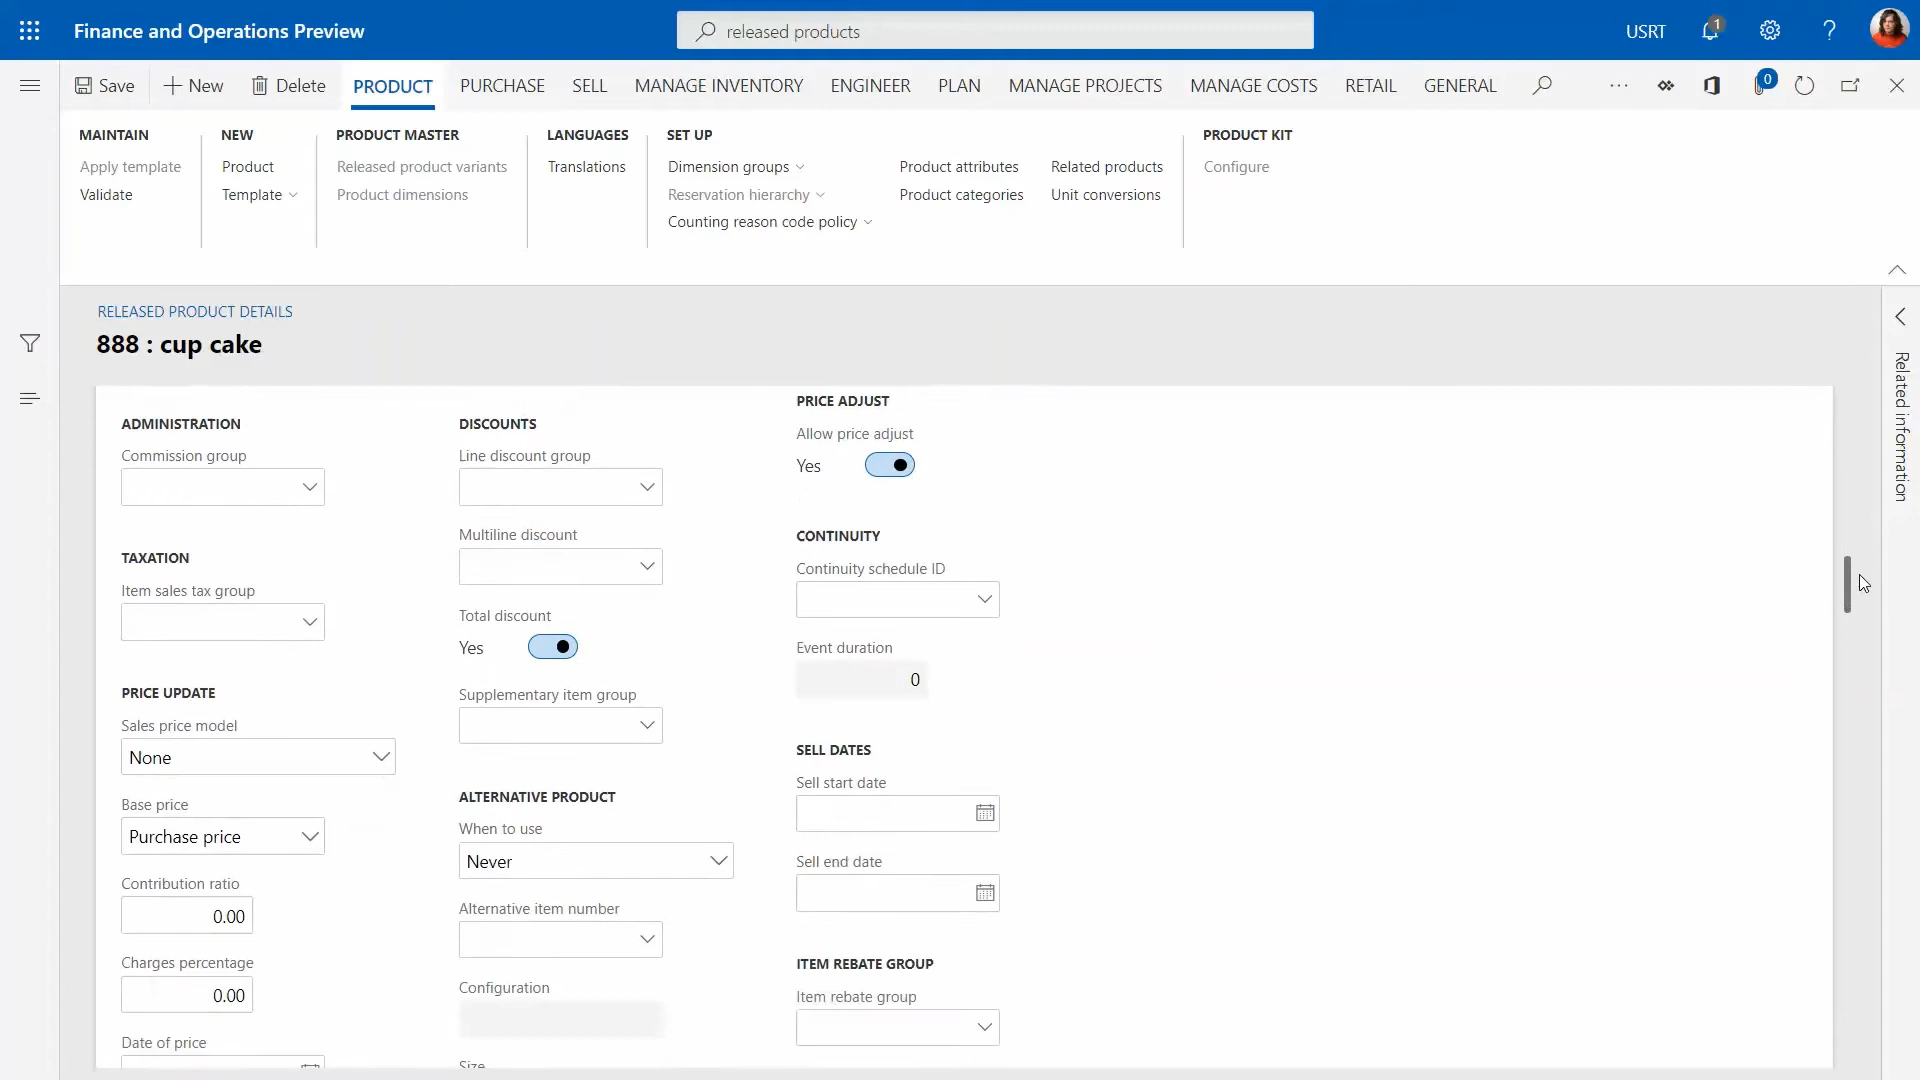 Finance and Operations Preview
released products
USRT
1
Save
New
Delete
PRODUCT
PURCHASE
SELL
MANAGE INVENTORY
ENGINEER
PLAN
MANAGE PROJECTS
MANAGE COSTS
RETAIL
GENERAL
0
MAINTAIN
Apply template
Validate
NEW
Product
Template
PRODUCT MASTER
Released product variants
Product dimensions
LANGUAGES
Translations
SET UP
Dimension groups
Reservation hierarchy
Counting reason code policy
Product attributes
Product categories
Related products
Unit conversions
PRODUCT KIT
Configure
RELEASED PRODUCT DETAILS
888 : cup cake
Related information
ADMINISTRATION
Commission group
TAXATION
Item sales tax group
PRICE UPDATE
Sales price model
None
Base price
Purchase price
Contribution ratio
0.00
Charges percentage
0.00
Date of price
DISCOUNTS
Line discount group
Multiline discount
Total discount
Yes
Supplementary item group
ALTERNATIVE PRODUCT
When to use
Never
Alternative item number
Configuration
Size
PRICE ADJUST
Allow price adjust
Yes
CONTINUITY
Continuity schedule ID
Event duration
0
SELL DATES
Sell start date
Sell end date
ITEM REBATE GROUP
Item rebate group